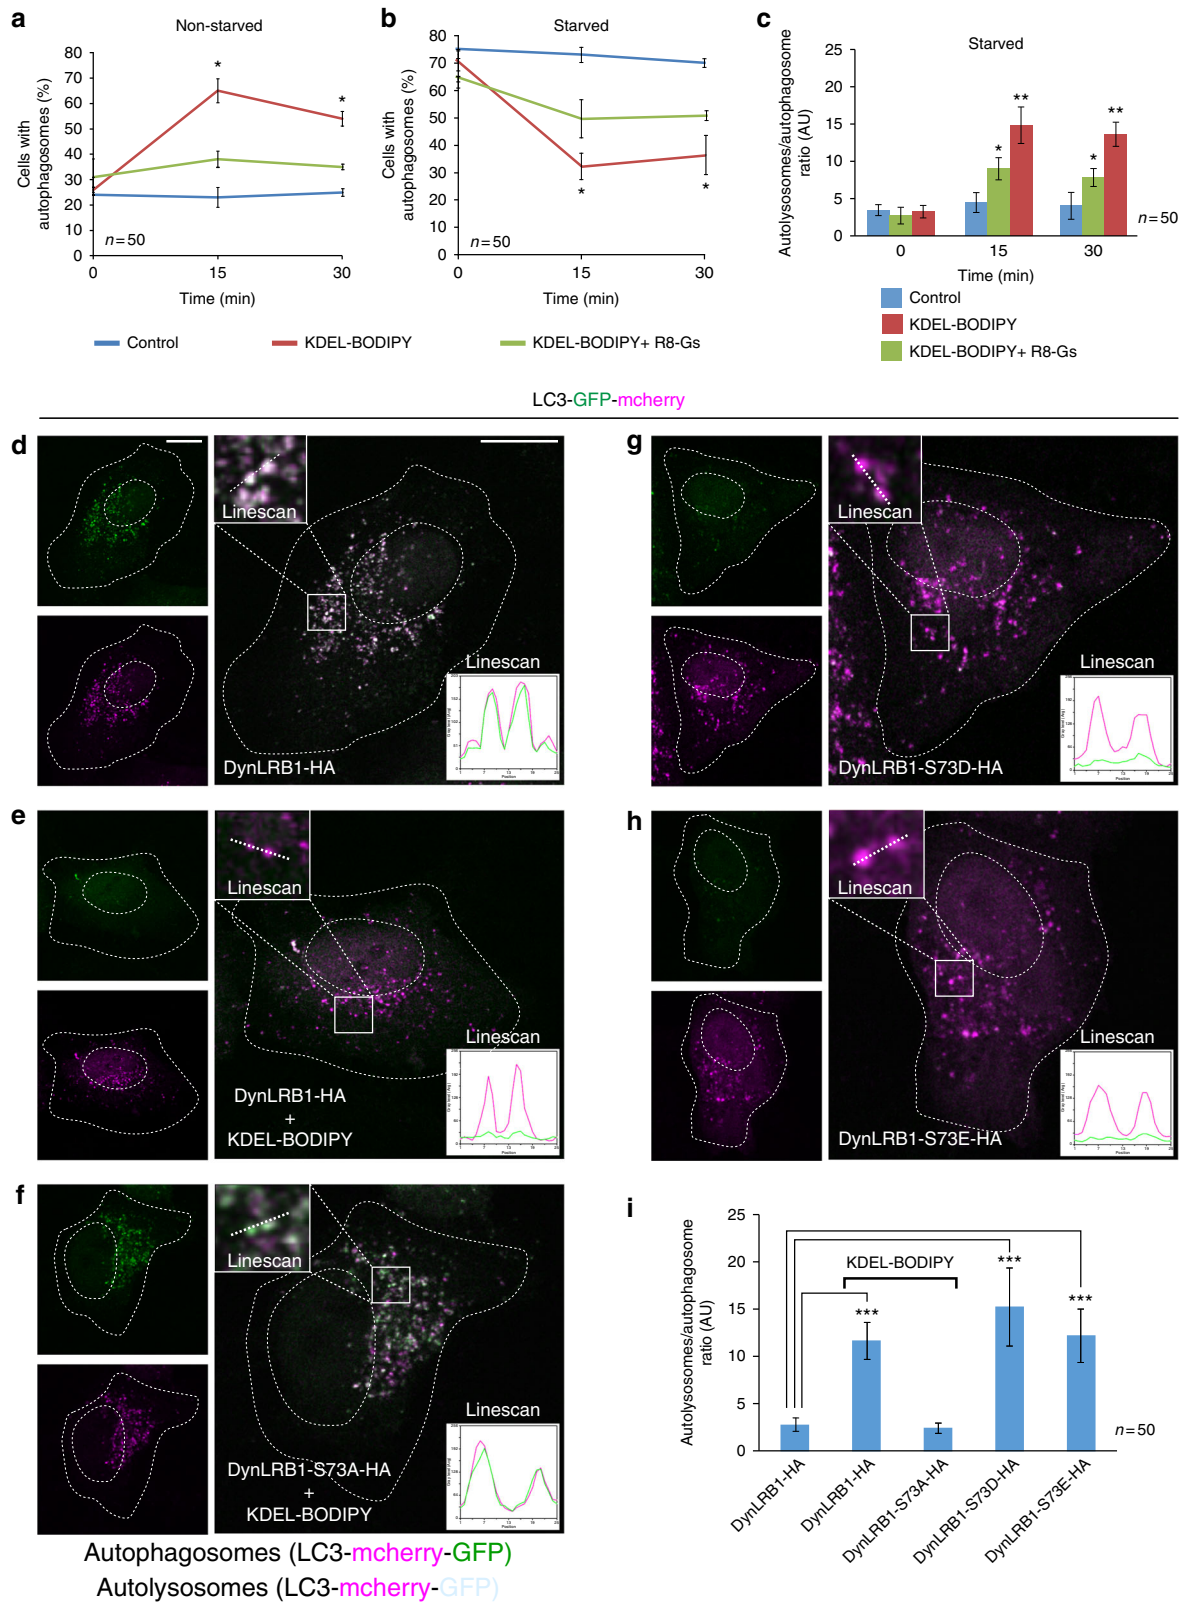 a
Non-starved
Cells with
autophagosomes (%)
80
70
60
50
40
30
20
10
0
*
*
n=50
0
15
30
Time (min)
b
Starved
Cells with
autophagosomes (%)
80
70
60
50
40
30
20
10
0
*
*
n=50
0
15
30
Time (min)
Control
KDEL-BODIPY
KDEL-BODIPY+ R8-Gs
c
Starved
Autolysosomes/autophagosome
ratio (AU)
25
20
15
10
5
0
*
**
*
**
n=50
0
15
30
Time (min)
Control
KDEL-BODIPY
KDEL-BODIPY+ R8-Gs
LC3-GFP-mcherry
d
Linescan
Linescan
DynLRB1-HA
Position
e
Linescan
Linescan
DynLRB1-HA
+
KDEL-BODIPY
Position
f
Linescan
Linescan
DynLRB1-S73A-HA
+
KDEL-BODIPY
Position
Autophagosomes (LC3-mcherry-GFP)
Autolysosomes (LC3-mcherry-GFP)
g
Linescan
Linescan
DynLRB1-S73D-HA
Position
h
Linescan
Linescan
DynLRB1-S73E-HA
Position
i
Autolysosomes/autophagosome
ratio (AU)
25
20
15
10
5
0
KDEL-BODIPY
***
***
***
n=50
DynLRB1-HA
DynLRB1-HA
DynLRB1-S73A-HA
DynLRB1-S73D-HA
DynLRB1-S73E-HA